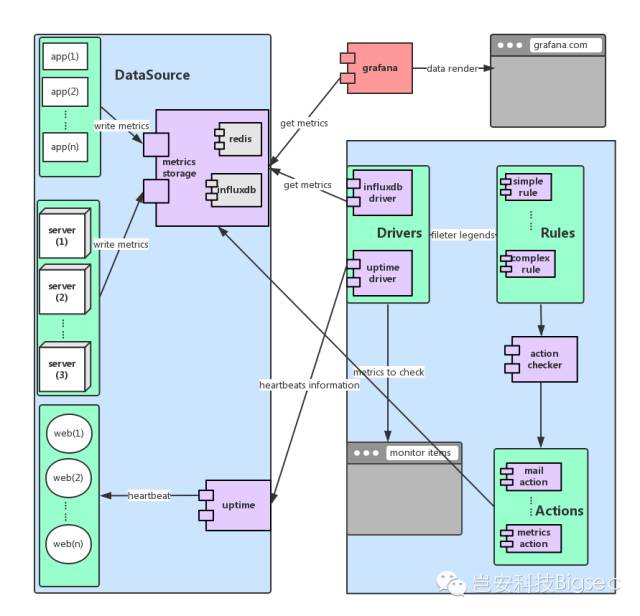 app(1)
app(2)
app(n)
DataSource
write metrics
metrics
storage
redis
influxdb
server
(1)
server
(2)
server
(3)
write metrics
web(1)
web(2)
web(n)
heartbeat
uptime
grafana
data render
grafana.com
get metrics
get metrics
influxdb
driver
Drivers
uptime
driver
fileter legends
simple
rule
Rules
complex
rule
action
checker
metrics to check
heartbeats information
monitor items
mail
action
Actions
metrics
action
岂安科技Bigsec